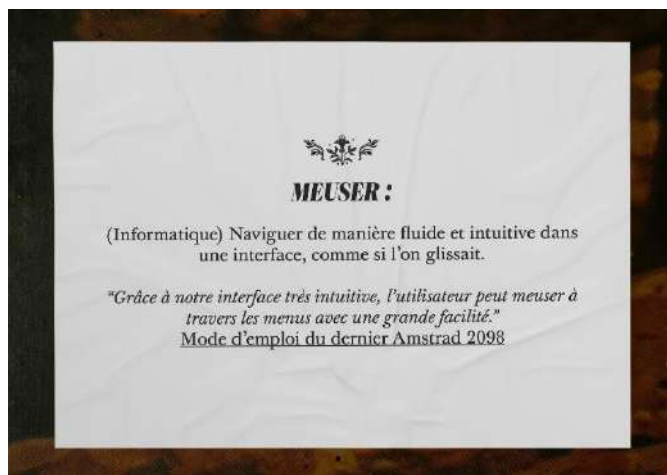 MEUSER :
(Informatique) Naviguer de manière fluide et intuitive dans
une interface, comme si l'on glissait.
"Grâce à notre interface très intuitive, l'utilisateur peut meuser à
travers les menus avec une grande facilité."
Mode d'emploi du dernier Amstrad 2098